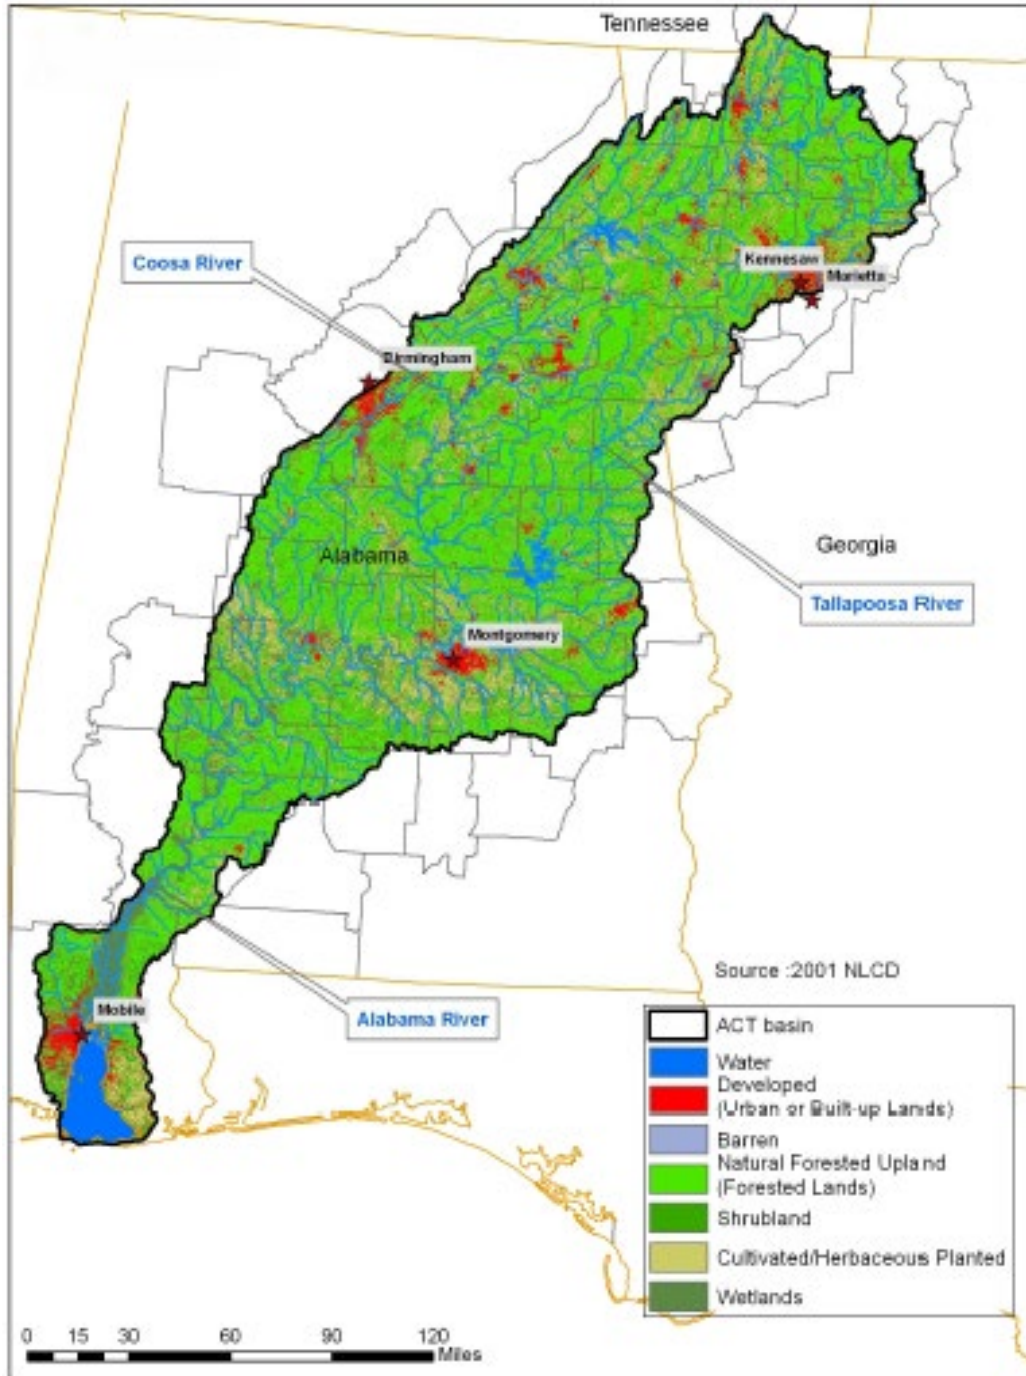 Tennessee
Kennesaw
Marietta
Coosa River
Birmingham
Georgia
Alabama
Tallapoosa River
Montgomery
Source :2001 NLCD
Mobile
Alabama River
ACT basin
Water
Developed
(Urban or Built-up Lands)
Barren
Natural Forested Upland
(Forested Lands)
Shrubland
Cultivated/Herbaceous Planted
Wetlands
0 15 30 60 90 120
Miles